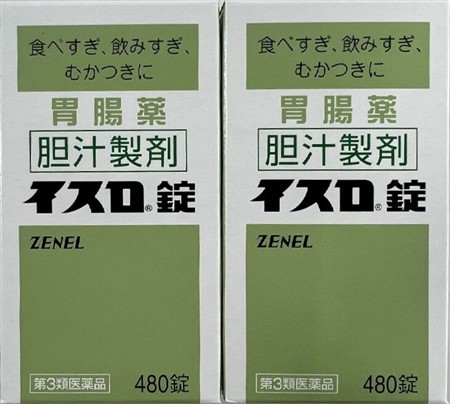 食べすぎ、飲みすぎ、
むかつきに
胃腸薬
胆汁製剤
イスロ®錠
ZENEL
第3類医薬品
480錠
食べすぎ、飲みすぎ、
むかつきに
胃腸薬
胆汁製剤
イスロ®錠
ZENEL
第3類医薬品
480錠